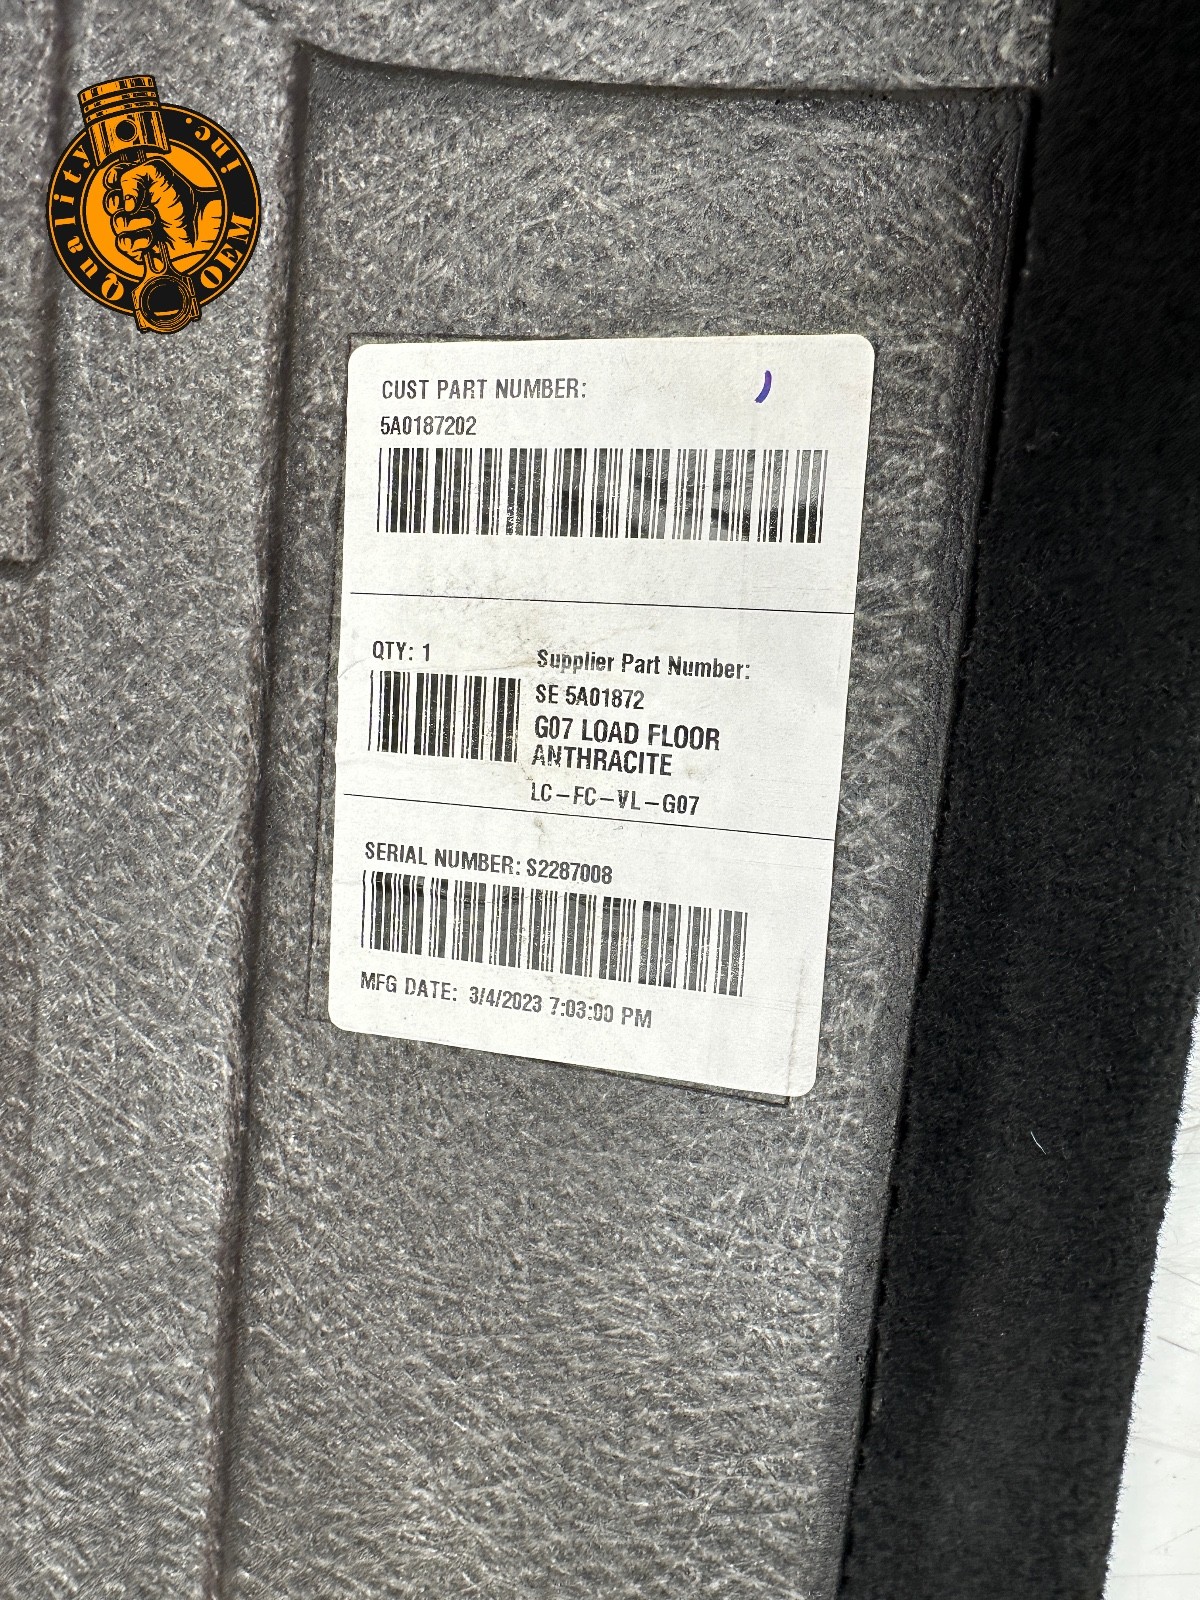 Quality OEM inc.
CUST PART NUMBER:
5A0187202
QTY: 1
Supplier Part Number:
SE 5A01872
G07 LOAD FLOOR
ANTHRACITE
LC-FC-VL-G07
SERIAL NUMBER: S2287008
MFG DATE: 3/4/2023 7:03:00 PM